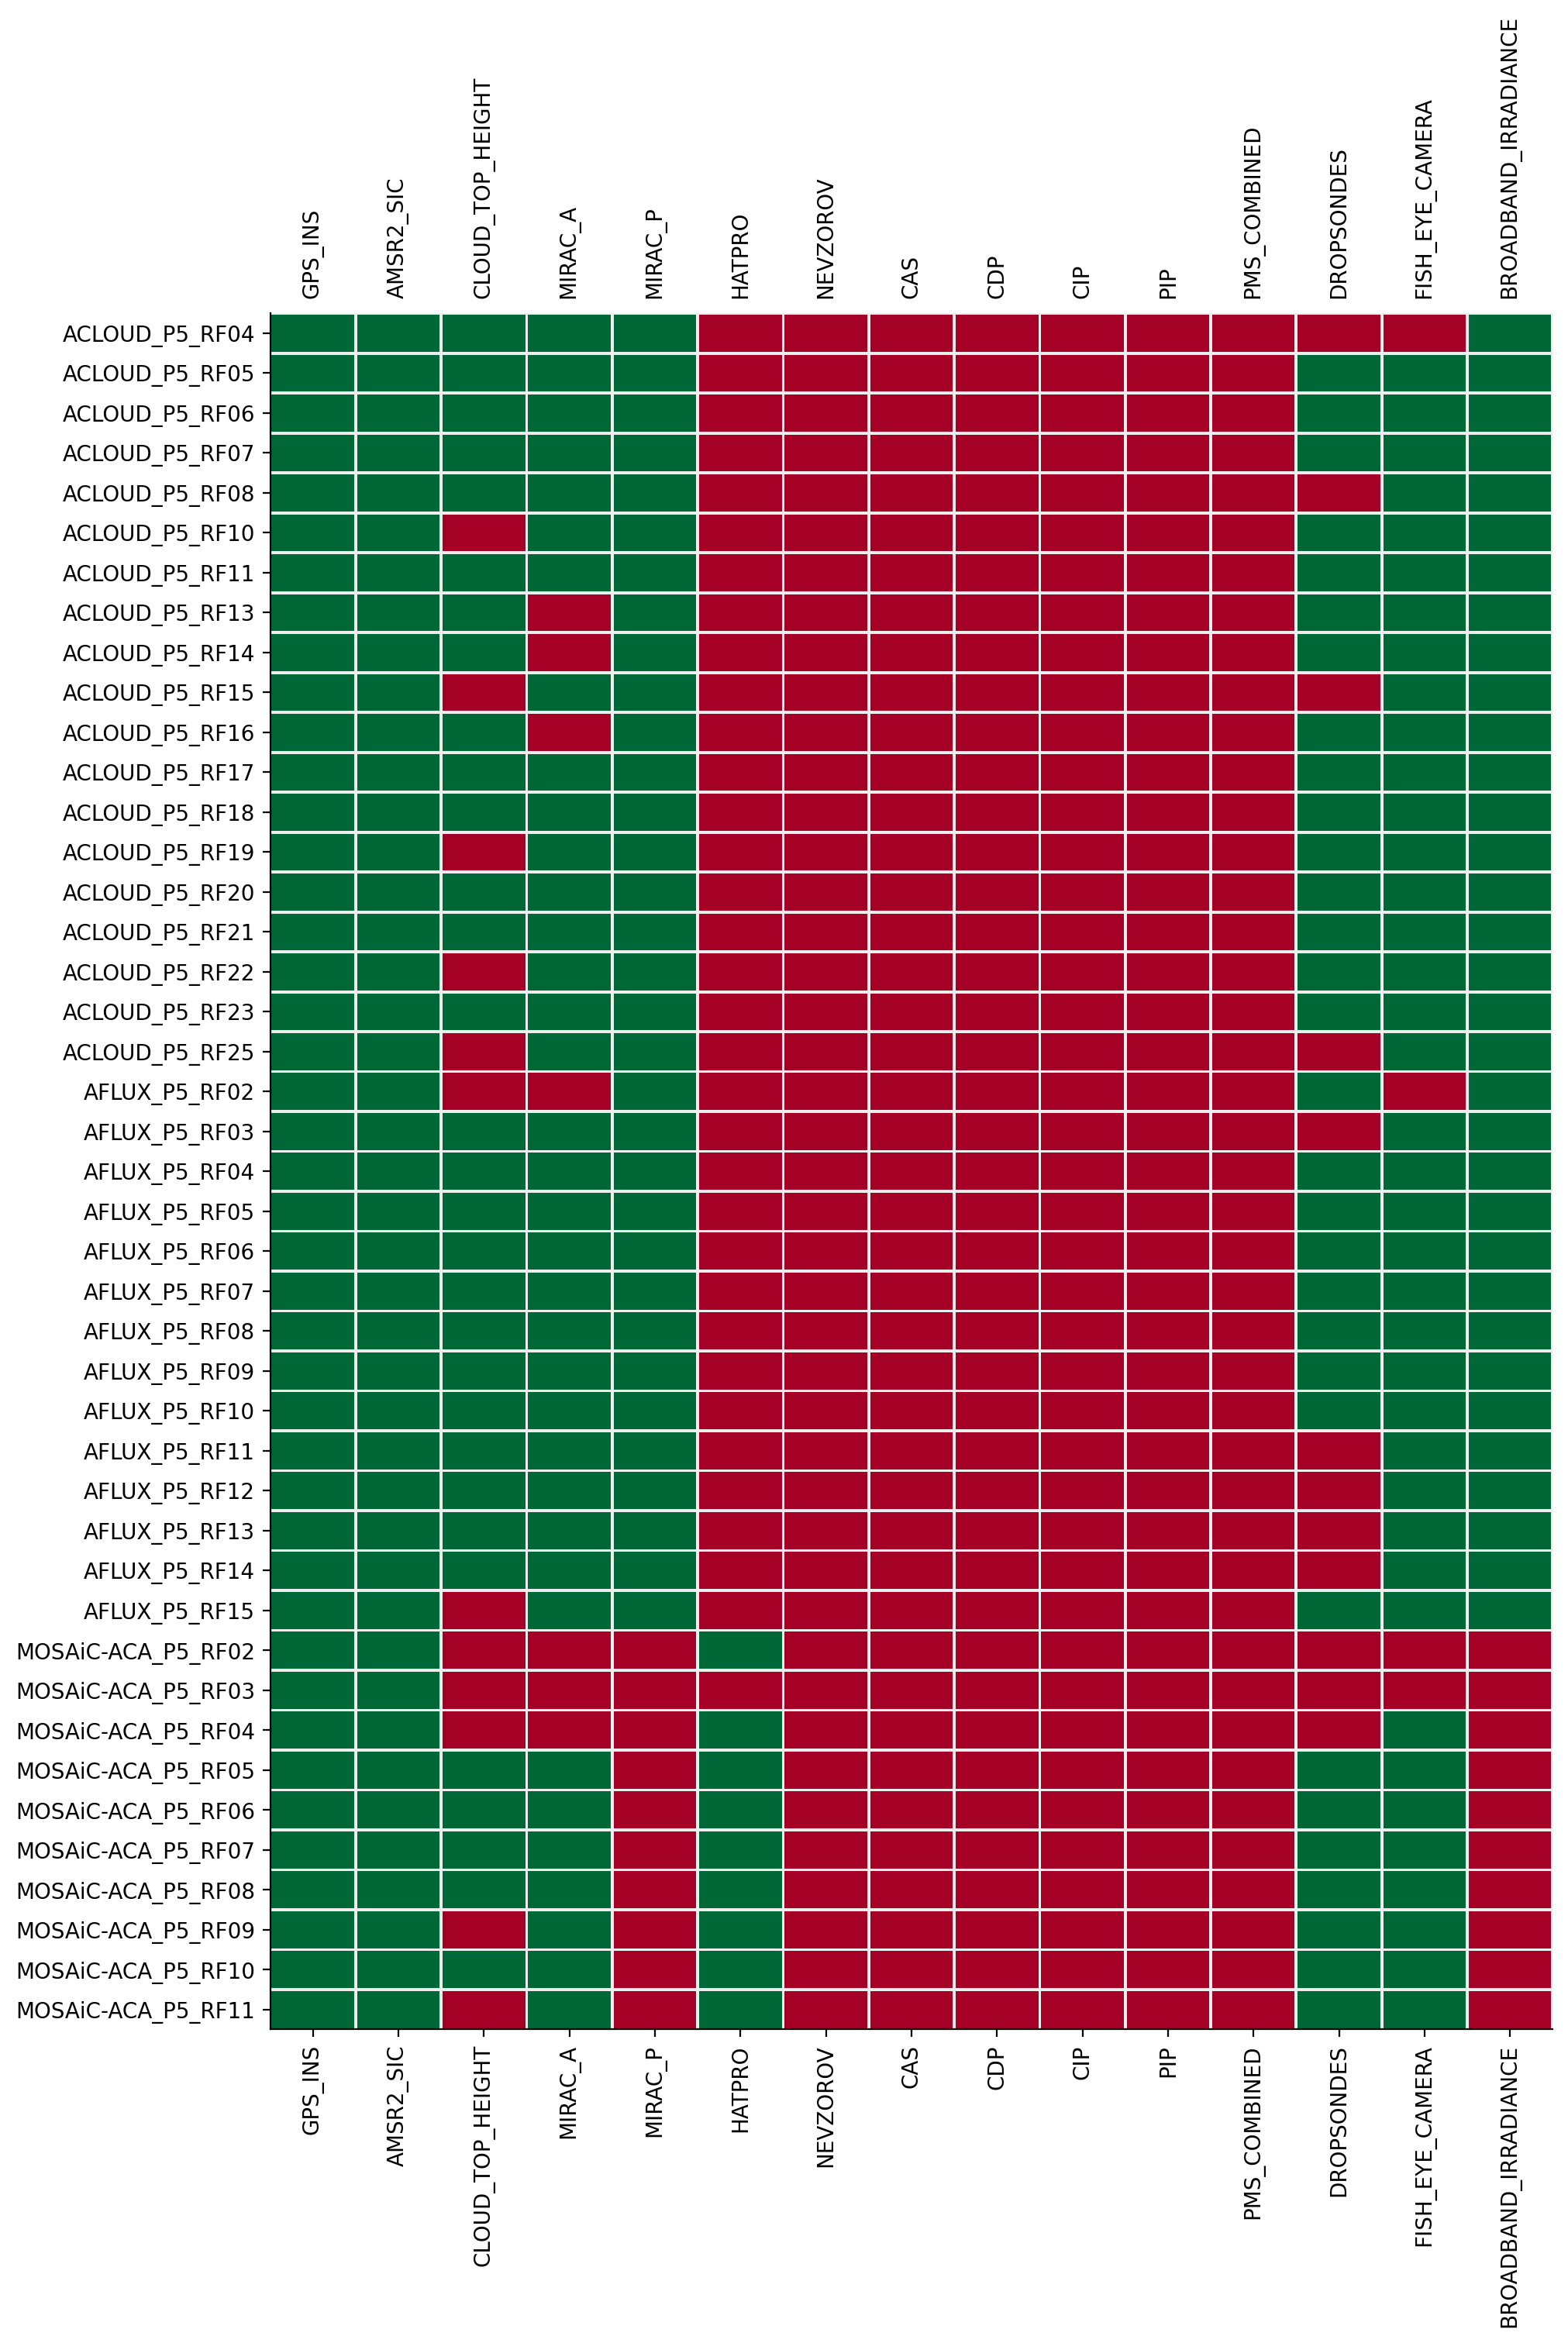 GPS_INS
AMSR2_SIC
CLOUD_TOP_HEIGHT
MIRAC_A
MIRAC_P
HATPRO
NEVZOROV
CAS
CDP
CIP
PIP
PMS_COMBINED
DROPSONDES
FISH_EYE_CAMERA
BROADBAND_IRRADIANCE
ACLOUD_P5_RF04
ACLOUD_P5_RF05
ACLOUD_P5_RF06
ACLOUD_P5_RF07
ACLOUD_P5_RF08
ACLOUD_P5_RF10
ACLOUD_P5_RF11
ACLOUD_P5_RF13
ACLOUD_P5_RF14
ACLOUD_P5_RF15
ACLOUD_P5_RF16
ACLOUD_P5_RF17
ACLOUD_P5_RF18
ACLOUD_P5_RF19
ACLOUD_P5_RF20
ACLOUD_P5_RF21
ACLOUD_P5_RF22
ACLOUD_P5_RF23
ACLOUD_P5_RF25
AFLUX_P5_RF02
AFLUX_P5_RF03
AFLUX_P5_RF04
AFLUX_P5_RF05
AFLUX_P5_RF06
AFLUX_P5_RF07
AFLUX_P5_RF08
AFLUX_P5_RF09
AFLUX_P5_RF10
AFLUX_P5_RF11
AFLUX_P5_RF12
AFLUX_P5_RF13
AFLUX_P5_RF14
AFLUX_P5_RF15
MOSAiC-ACA_P5_RF02
MOSAiC-ACA_P5_RF03
MOSAiC-ACA_P5_RF04
MOSAiC-ACA_P5_RF05
MOSAiC-ACA_P5_RF06
MOSAiC-ACA_P5_RF07
MOSAiC-ACA_P5_RF08
MOSAiC-ACA_P5_RF09
MOSAiC-ACA_P5_RF10
MOSAiC-ACA_P5_RF11
GPS_INS
AMSR2_SIC
CLOUD_TOP_HEIGHT
MIRAC_A
MIRAC_P
HATPRO
NEVZOROV
CAS
CDP
CIP
PIP
PMS_COMBINED
DROPSONDES
FISH_EYE_CAMERA
BROADBAND_IRRADIANCE